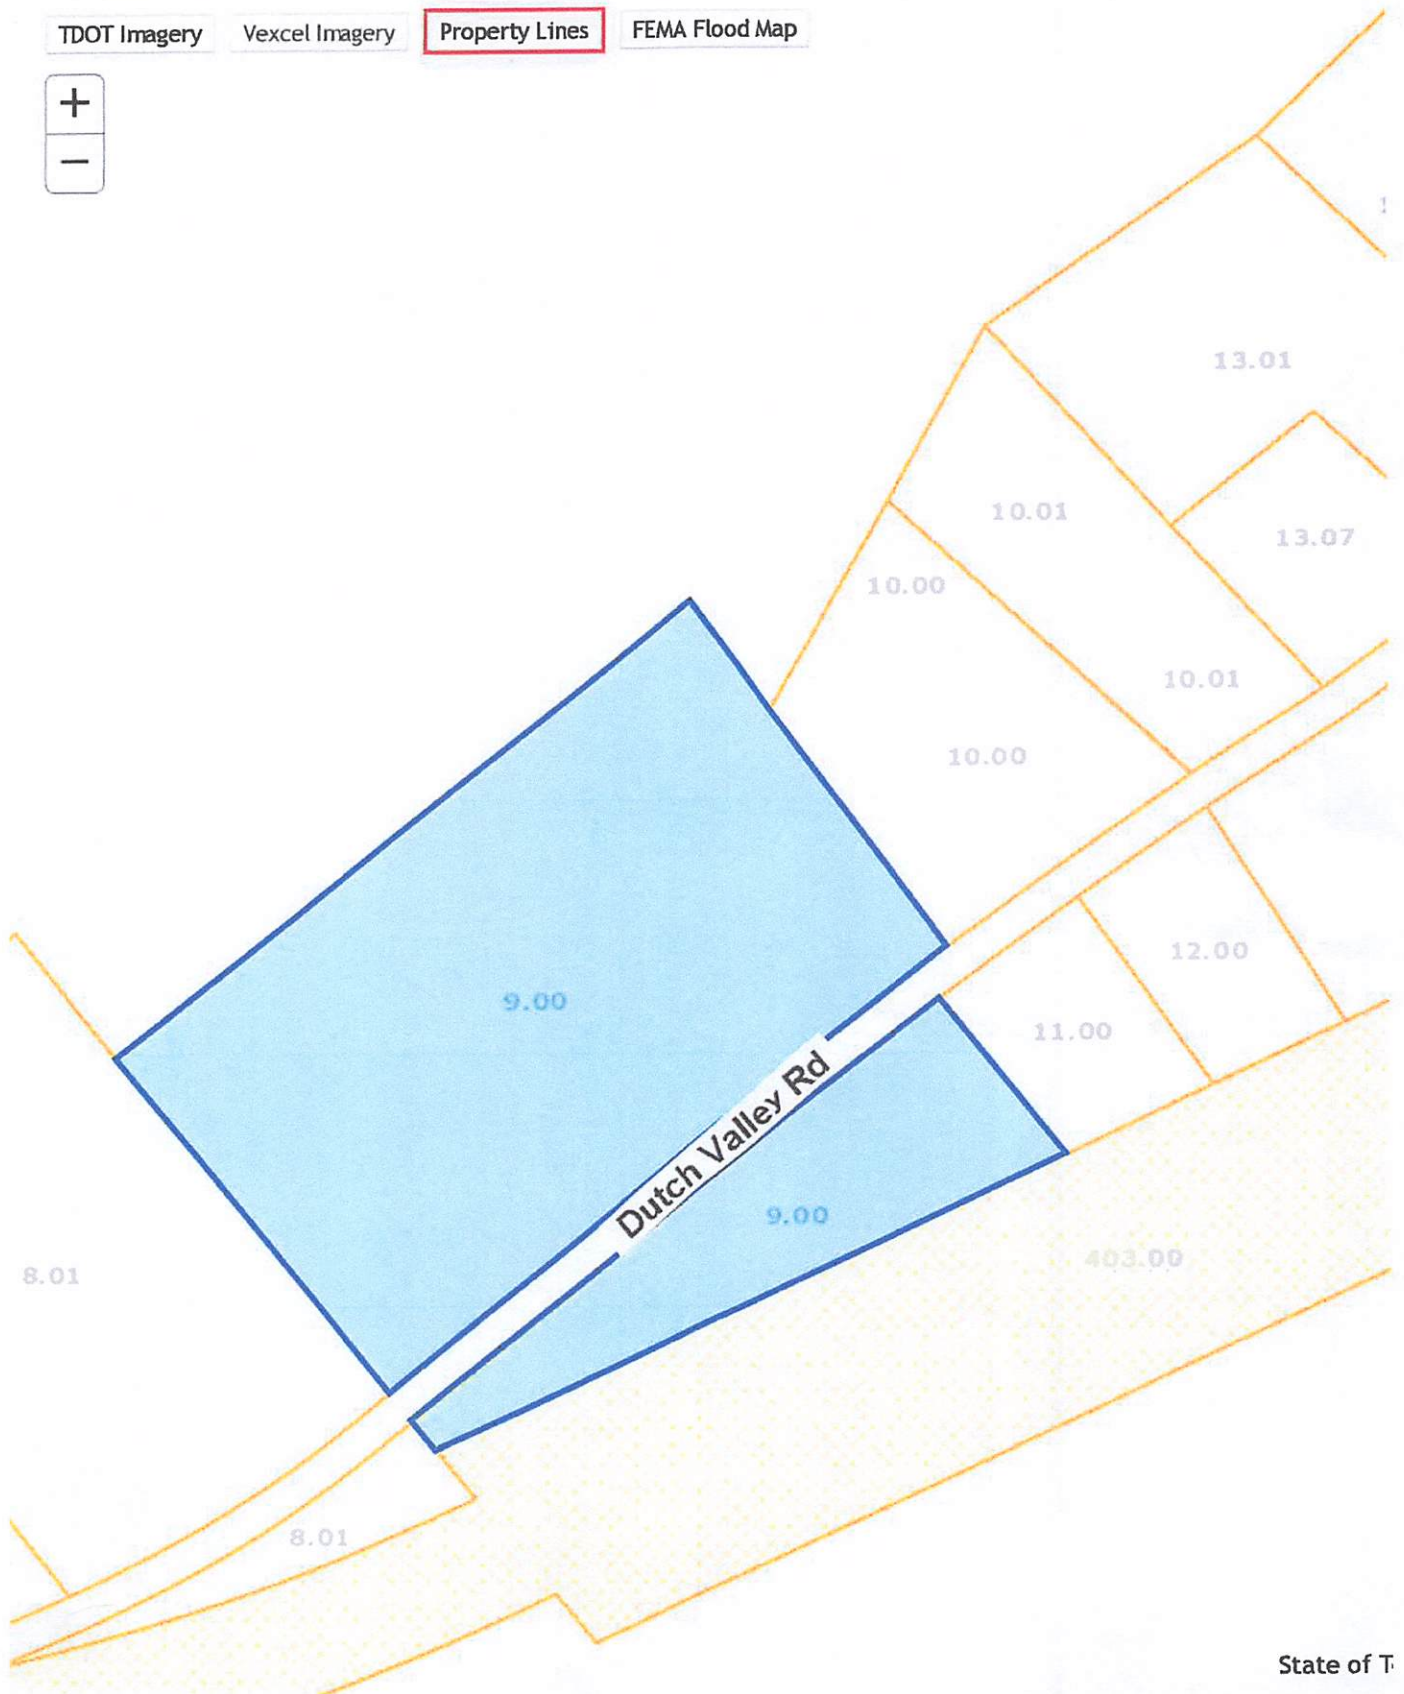 TDOT Imagery
Vexcel Imagery
Property Lines
FEMA Flood Map
+
−
13.01
10.01
13.07
10.00
10.01
10.00
12.00
9.00
11.00
Dutch Valley Rd
9.00
403.00
8.01
8.01
State of T